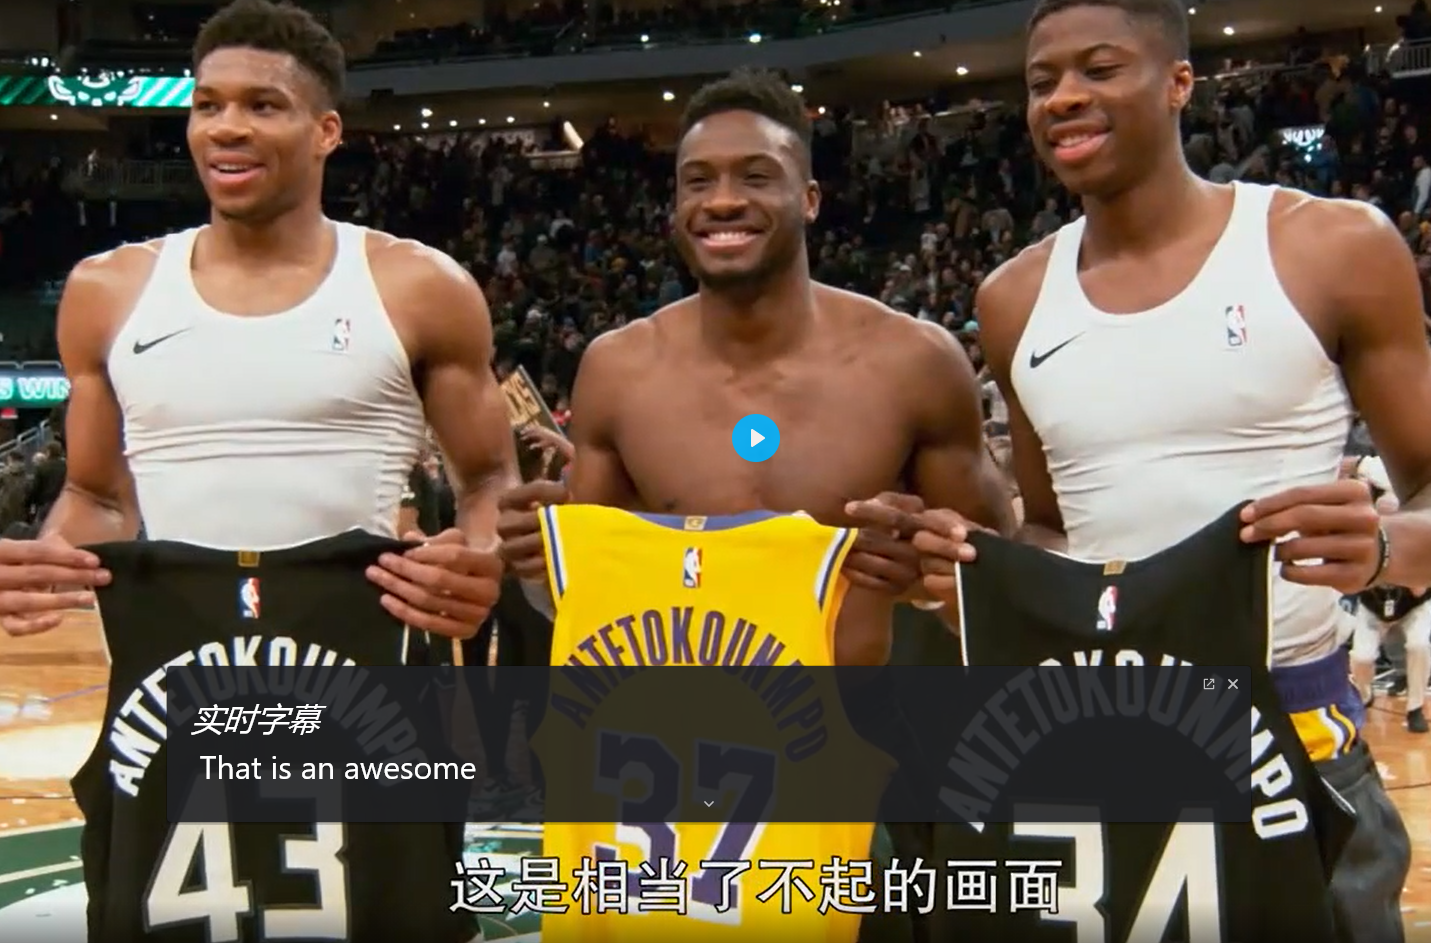 S WIN
ANTETOKOUNMPO
43
ANTETOKOUNMPO
37
ANTETOKOUNMPO
34
实时字幕
That is an awesome
这是相当了不起的画面